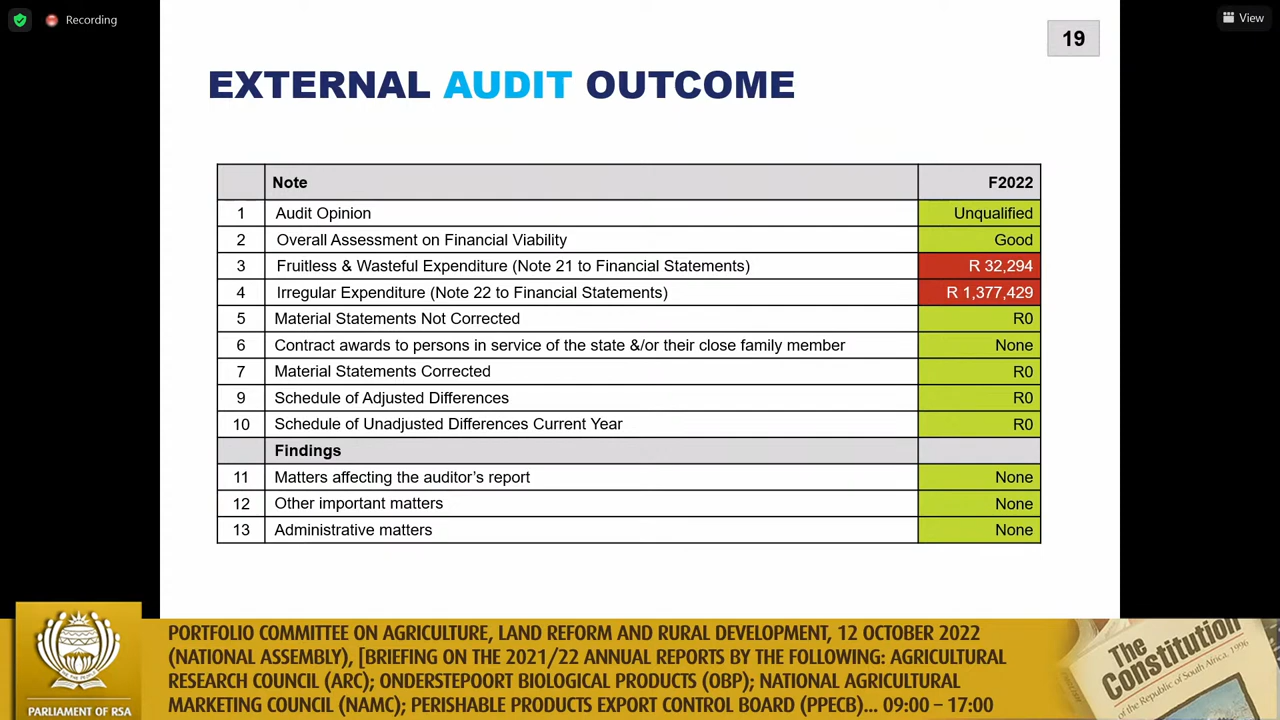 Recording
View
19
EXTERNAL AUDIT OUTCOME
Note F2022
1 Audit Opinion Unqualified
2 Overall Assessment on Financial Viability Good
3 Fruitless & Wasteful Expenditure (Note 21 to Financial Statements) R 32,294
4 Irregular Expenditure (Note 22 to Financial Statements) R 1,377,429
5 Material Statements Not Corrected R0
6 Contract awards to persons in service of the state &/or their close family member None
7 Material Statements Corrected R0
9 Schedule of Adjusted Differences R0
10 Schedule of Unadjusted Differences Current Year R0
Findings
11 Matters affecting the auditor's report None
12 Other important matters None
13 Administrative matters None
PORTFOLIO COMMITTEE ON AGRICULTURE, LAND REFORM AND RURAL DEVELOPMENT, 12 OCTOBER 2022
(NATIONAL ASSEMBLY), [BRIEFING ON THE 2021/22 ANNUAL REPORTS BY THE FOLLOWING: AGRICULTURAL
RESEARCH COUNCIL (ARC); ONDERSTEPOORT BIOLOGICAL PRODUCTS (OBP); NATIONAL AGRICULTURAL
MARKETING COUNCIL (NAMC); PERISHABLE PRODUCTS EXPORT CONTROL BOARD (PPECB)... 09:00 – 17:00
PARLIAMENT OF RSA
The
Constitution
of the Republic of South Africa, 1996